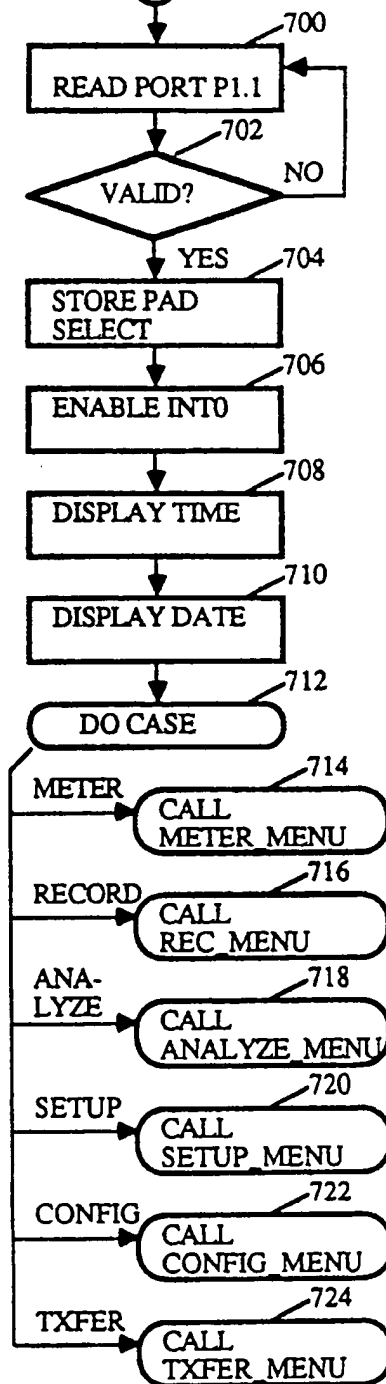 700
READ PORT P1.1
702
VALID?
NO
YES
704
STORE PAD
SELECT
706
ENABLE INT0
708
DISPLAY TIME
710
DISPLAY DATE
712
DO CASE
METER
714
CALL
METER_MENU
RECORD
716
CALL
REC_MENU
ANA-
LYZE
718
CALL
ANALYZE_MENU
SETUP
720
CALL
SETUP_MENU
CONFIG
722
CALL
CONFIG_MENU
TXFER
724
CALL
TXFER_MENU